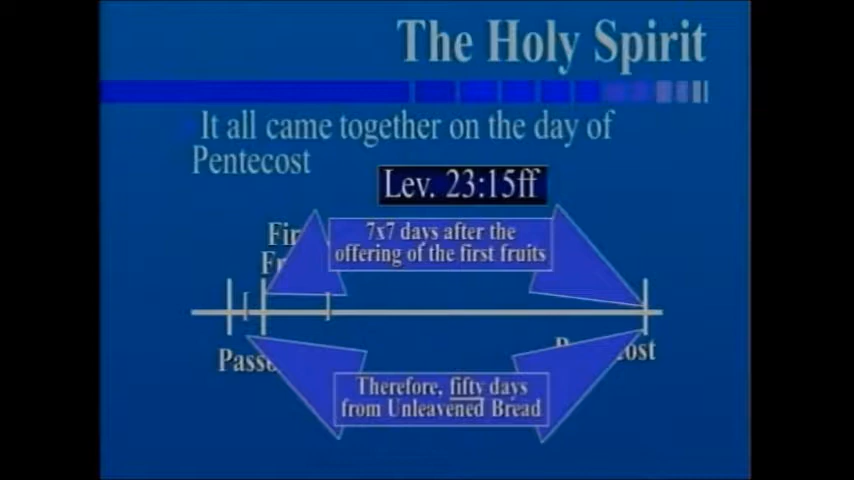 The Holy Spirit
It all came together on the day of
Pentecost
Lev. 23:15ff
7x7 days after the
offering of the first fruits
Therefore, fifty days
from Unleavened Bread